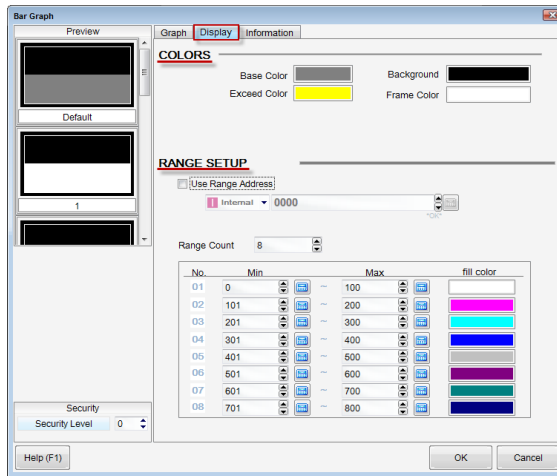 Bar Graph
Preview
Default
1
Security
Security Level 0
Graph Display Information
COLORS
Base Color Background
Exceed Color Frame Color
RANGE SETUP
Use Range Address
I Internal 0000
Range Count 8
No. Min Max fill color
01 0 ~ 100
02 101 ~ 200
03 201 ~ 300
04 301 ~ 400
05 401 ~ 500
06 501 ~ 600
07 601 ~ 700
08 701 ~ 800
Help (F1) OK Cancel